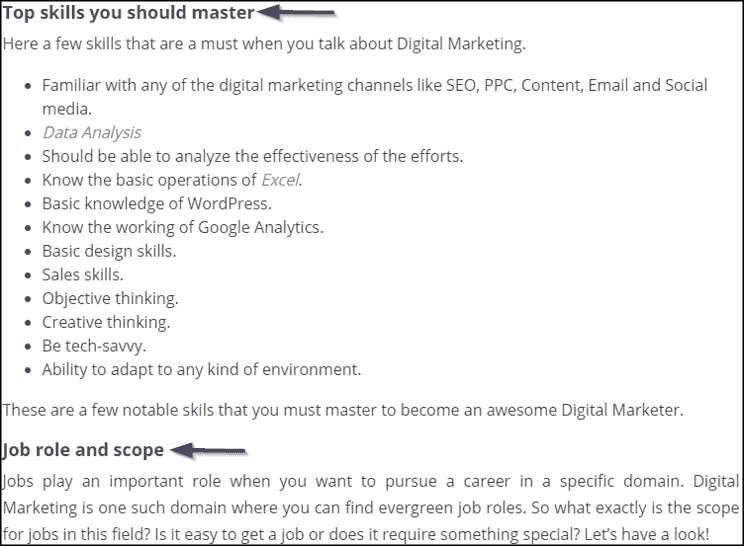 Top skills you should master
Here a few skills that are a must when you talk about Digital Marketing.
• Familiar with any of the digital marketing channels like SEO, PPC, Content, Email and Social
media.
• Data Analysis
• Should be able to analyze the effectiveness of the efforts.
• Know the basic operations of Excel.
• Basic knowledge of WordPress.
• Know the working of Google Analytics.
• Basic design skills.
• Sales skills.
• Objective thinking.
• Creative thinking.
• Be tech-savvy.
• Ability to adapt to any kind of environment.
These are a few notable skils that you must master to become an awesome Digital Marketer.
Job role and scope
Jobs play an important role when you want to pursue a career in a specific domain. Digital
Marketing is one such domain where you can find evergreen job roles. So what exactly is the scope
for jobs in this field? Is it easy to get a job or does it require something special? Let’s have a look!